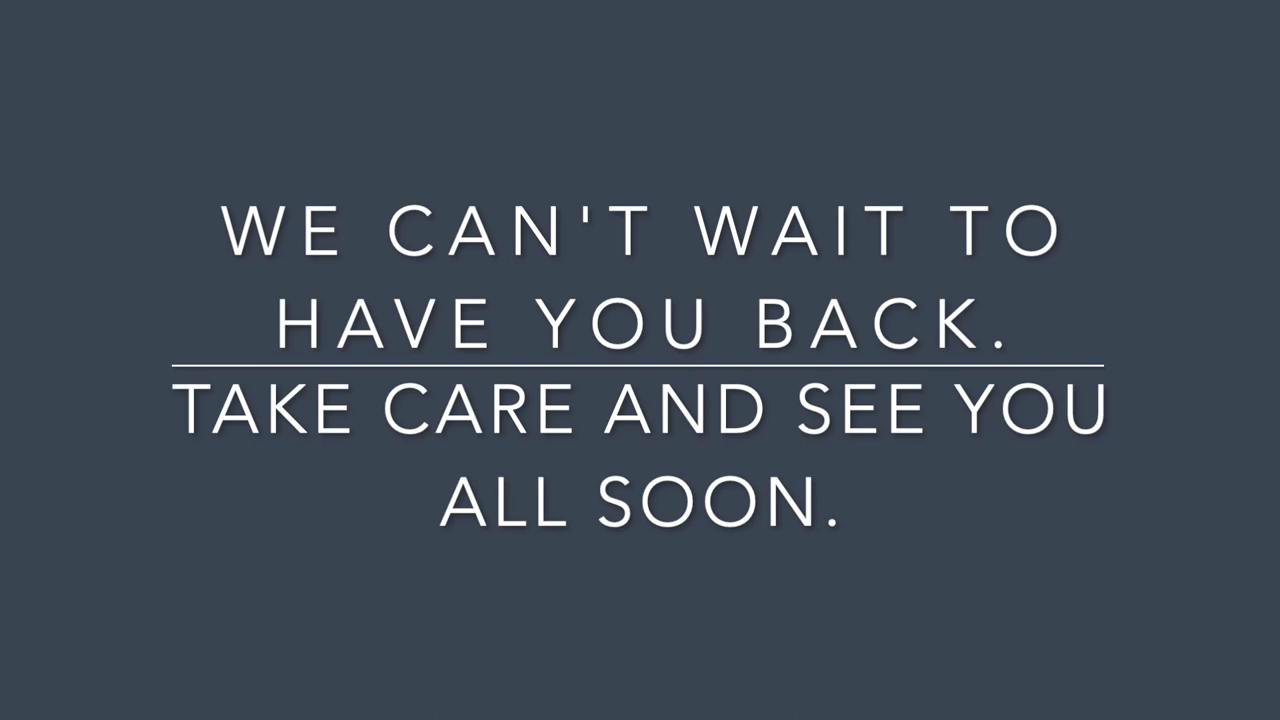 WE CAN'T WAIT TO
HAVE YOU BACK.
TAKE CARE AND SEE YOU
ALL SOON.